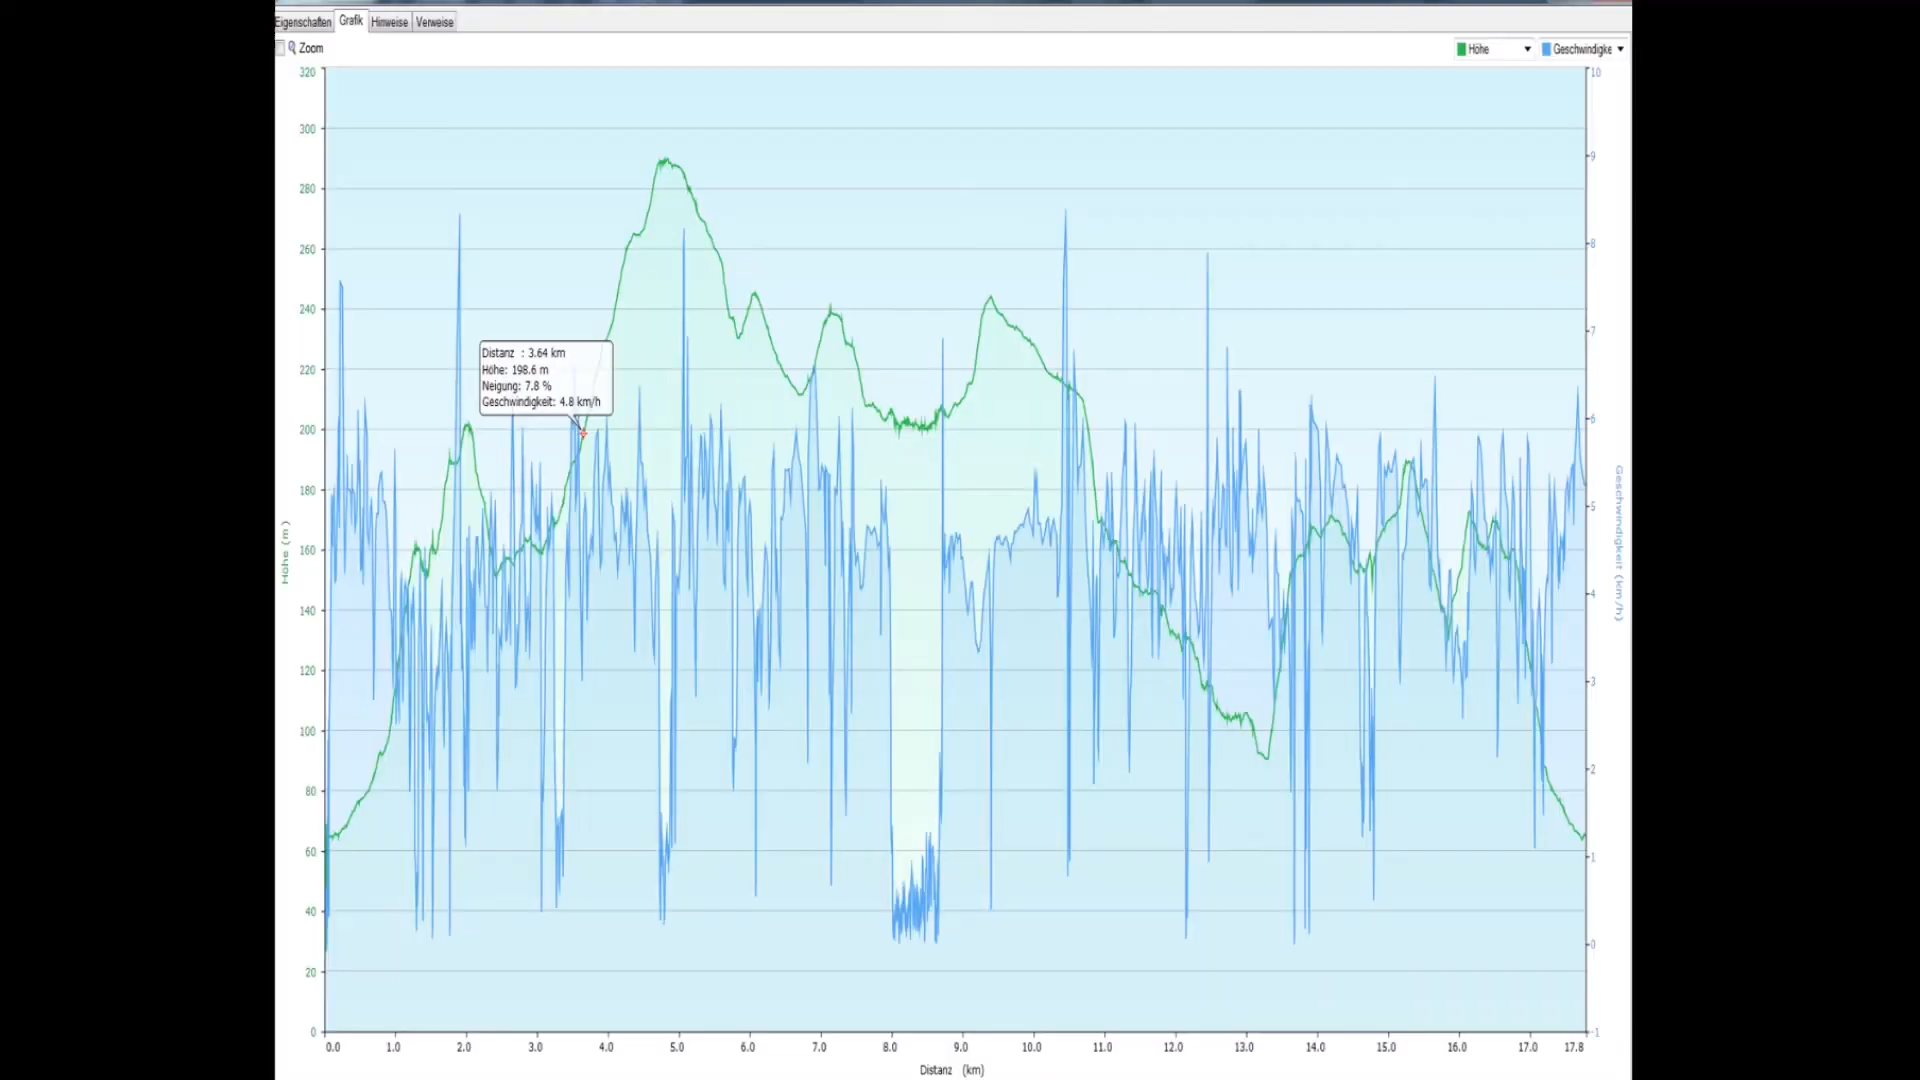 Eigenschaften Grafik Hinweise Verweise
Zoom
Höhe Geschwindigke
320
300
280
260
240
220
200
180
160
140
120
100
80
60
40
20
0
Höhe (m)
Distanz : 3.64 km
Höhe: 198.6 m
Neigung: 7.8 %
Geschwindigkeit: 4.8 km/h
10
9
8
7
6
5
4
3
2
1
0
-1
Geschwindigkeit (km/h)
0.0 1.0 2.0 3.0 4.0 5.0 6.0 7.0 8.0 9.0 10.0 11.0 12.0 13.0 14.0 15.0 16.0 17.0 17.8
Distanz (km)